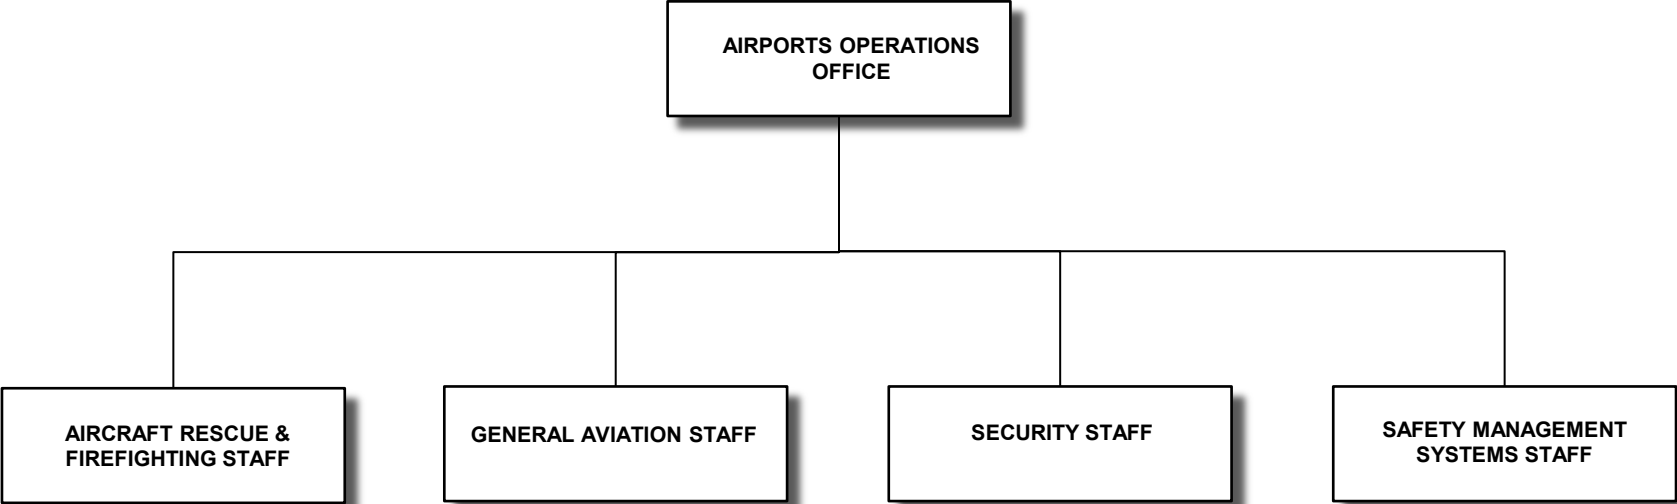 AIRPORTS OPERATIONS
OFFICE
AIRCRAFT RESCUE &
FIREFIGHTING STAFF
GENERAL AVIATION STAFF
SECURITY STAFF
SAFETY MANAGEMENT
SYSTEMS STAFF